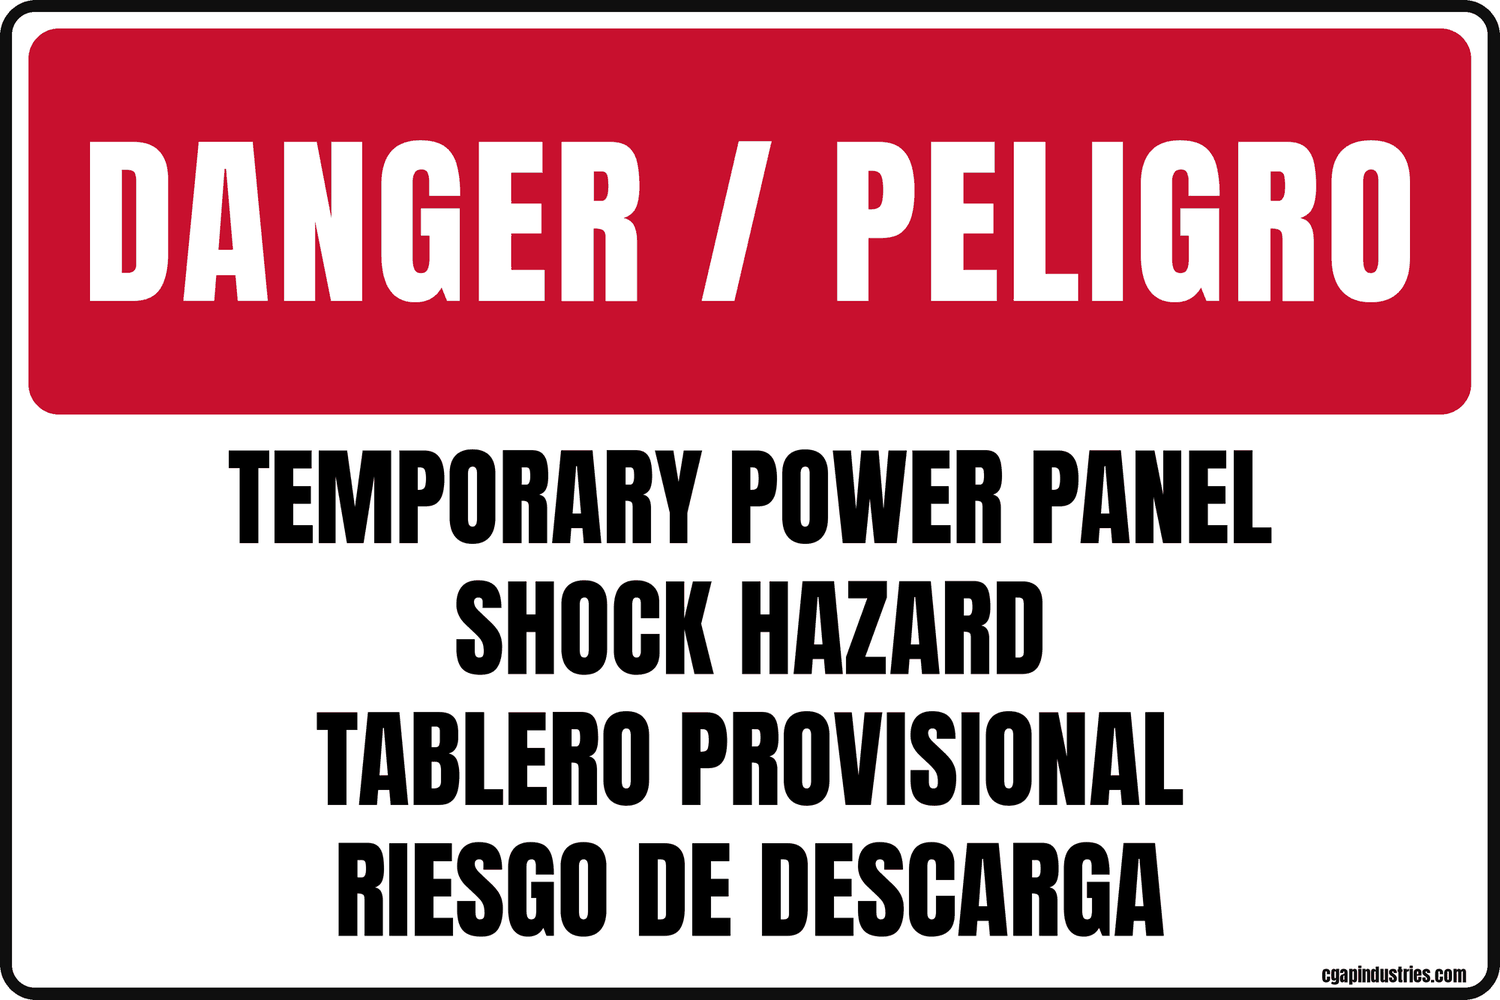 DANGER / PELIGRO
TEMPORARY POWER PANEL
SHOCK HAZARD
TABLERO PROVISIONAL
RIESGO DE DESCARGA
cgapindustries.com